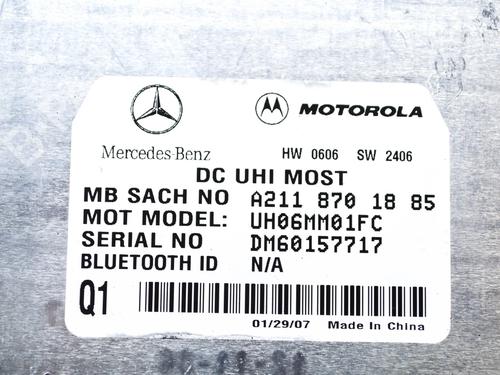 MOTOROLA
Mercedes-Benz HW 0606 SW 2406
DC UHI MOST
MB SACH NO A211 870 18 85
MOT MODEL: UH06MM01FC
SERIAL NO DM60157717
BLUETOOTH ID N/A
Q1
01/29/07 Made In China